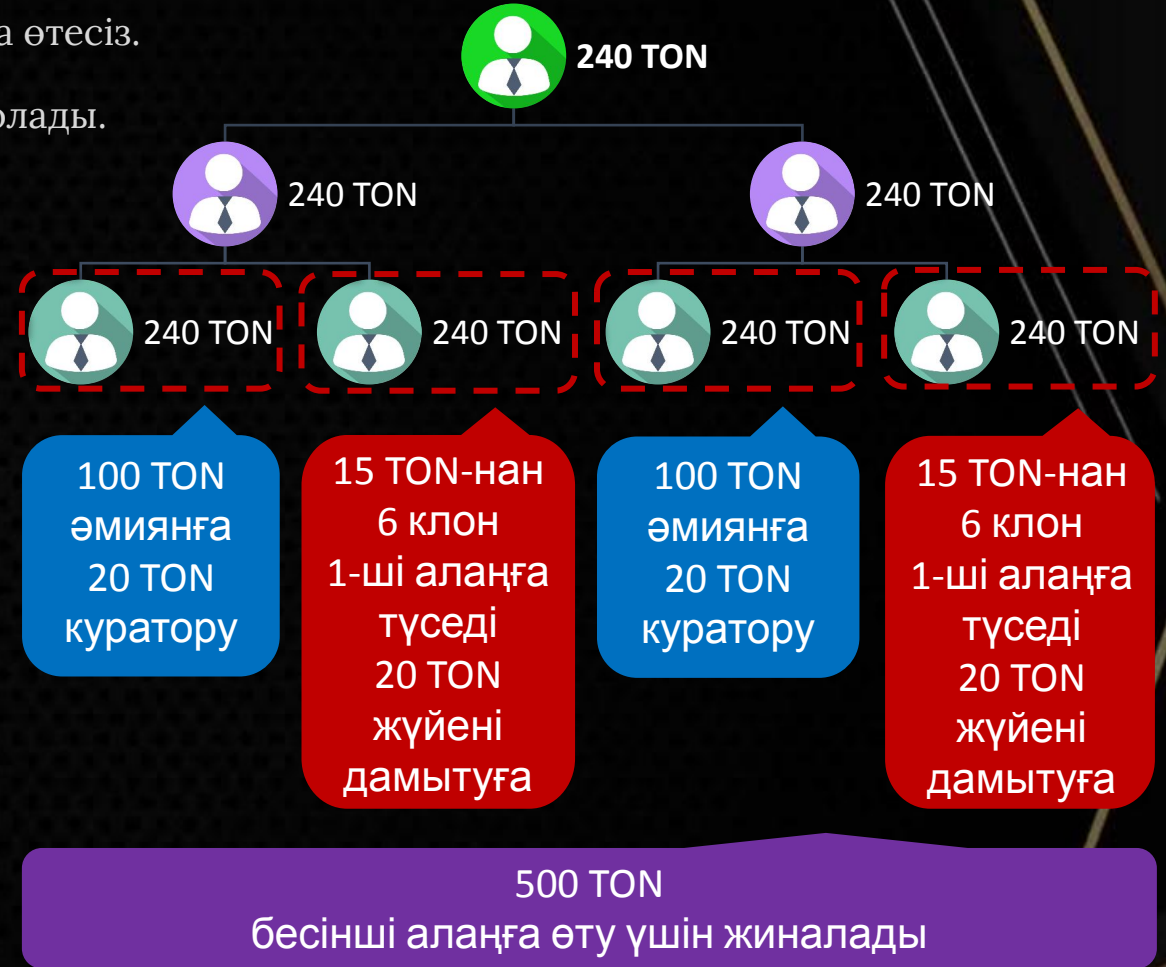 өтесіз.
240 TON
240 TON
240 TON
240 TON
240 TON
240 TON
240 TON
100 TON
әмиянға
20 TON
куратору
15 TON-нан
6 клон
1-ші алаңға
түседі
20 TON
жүйені
дамытуға
100 TON
әмиянға
20 TON
куратору
15 TON-нан
6 клон
1-ші алаңға
түседі
20 TON
жүйені
дамытуға
500 TON
бесінші алаңға өту үшін жиналады